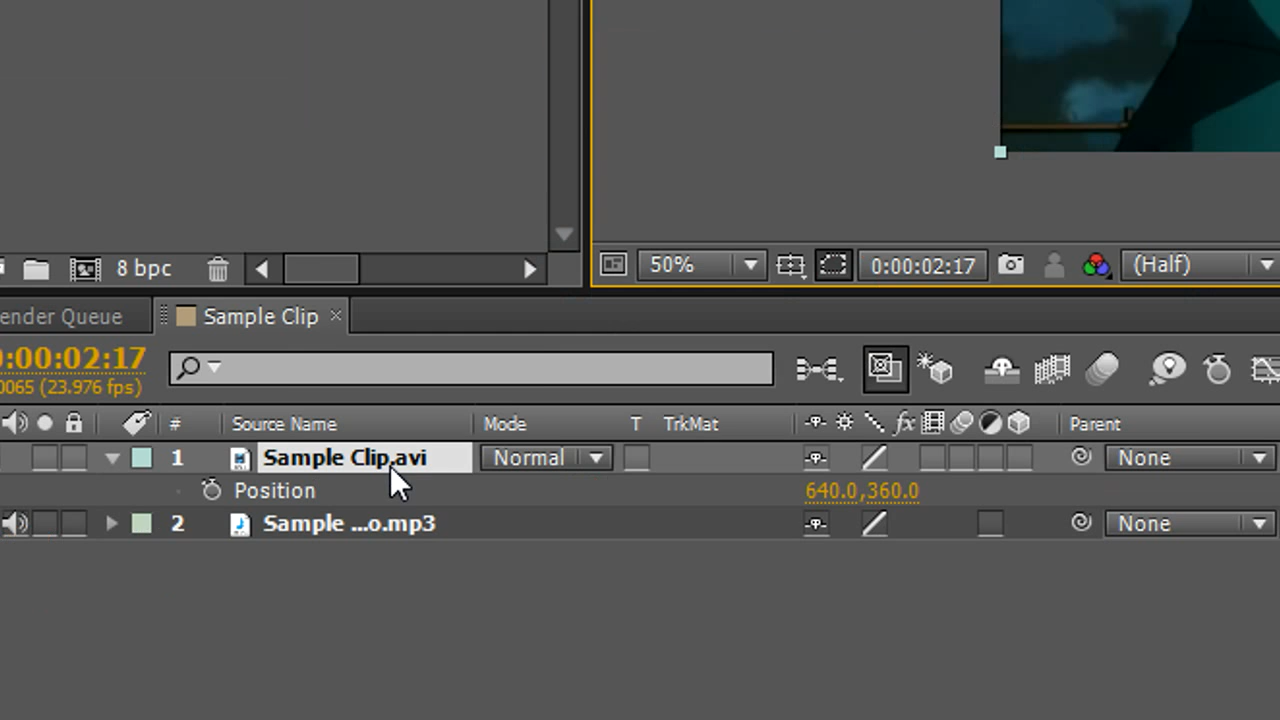 8 bpc
50%
0:00:02:17
(Half)
ender Queue
Sample Clip
:00:02:17
0065 (23.976 fps)
# Source Name Mode T TrkMat fx Parent
1 Sample Clip.avi Normal None
Position 640.0,360.0
2 Sample ...o.mp3 None